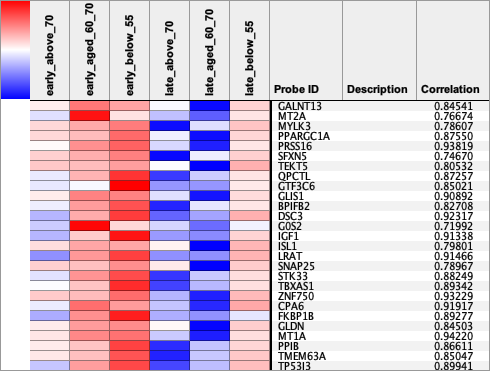 early_above_70
early_aged_60_70
early_below_55
late_above_70
late_aged_60_70
late_below_55
Probe ID Description Correlation
GALNT13 0.84541
MT2A 0.76674
MYLK3 0.78607
PPARGC1A 0.87550
PRSS16 0.93819
SFXN5 0.74670
TEKT5 0.80532
QPCTL 0.87257
GTF3C6 0.85021
GLIS1 0.90892
BPIFB2 0.82708
DSC3 0.92317
G0S2 0.71992
IGF1 0.91338
ISL1 0.79801
LRAT 0.91466
SNAP25 0.78967
STK33 0.88249
TBXAS1 0.89342
ZNF750 0.93229
CPA6 0.91917
FKBP1B 0.89277
GLDN 0.84503
MT1A 0.94220
PPIB 0.86611
TMEM63A 0.85047
TP53I3 0.89941